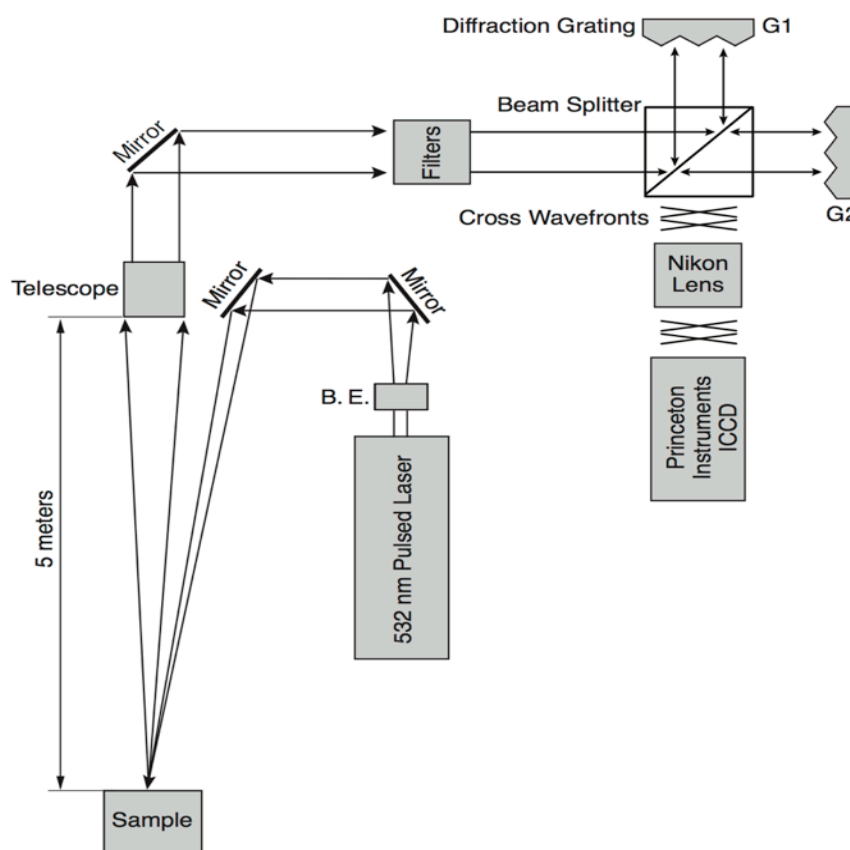 Diffraction Grating
G1
Beam Splitter
Mirror
Filters
G2
Cross Wavefronts
Telescope
Mirror
Mirror
Nikon
Lens
B. E.
Princeton
Instruments
ICCD
532 nm Pulsed Laser
5 meters
Sample